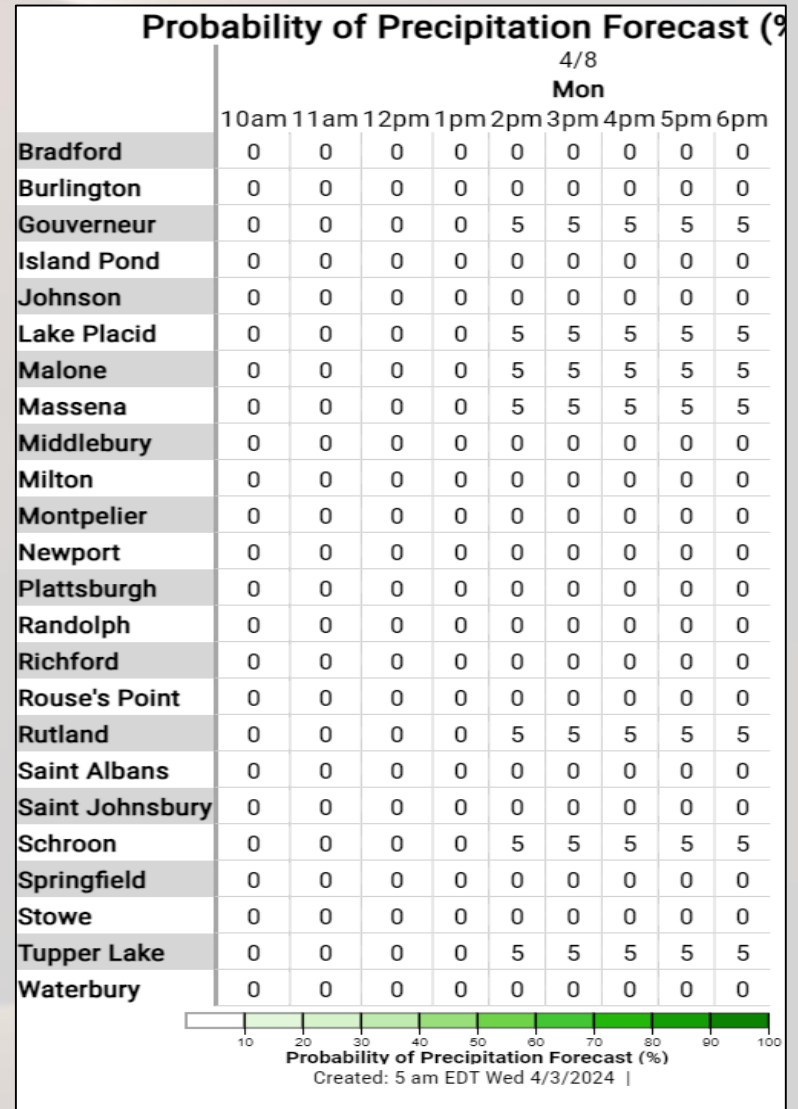 Probability of Precipitation Forecast (%
4/8
Mon
10am 11am 12pm 1pm 2pm 3pm 4pm 5pm 6pm
Bradford 0 0 0 0 0 0 0 0 0
Burlington 0 0 0 0 0 0 0 0 0
Gouverneur 0 0 0 0 5 5 5 5 5
Island Pond 0 0 0 0 0 0 0 0 0
Johnson 0 0 0 0 0 0 0 0 0
Lake Placid 0 0 0 0 5 5 5 5 5
Malone 0 0 0 0 5 5 5 5 5
Massena 0 0 0 0 5 5 5 5 5
Middlebury 0 0 0 0 0 0 0 0 0
Milton 0 0 0 0 0 0 0 0 0
Montpelier 0 0 0 0 0 0 0 0 0
Newport 0 0 0 0 0 0 0 0 0
Plattsburgh 0 0 0 0 0 0 0 0 0
Randolph 0 0 0 0 0 0 0 0 0
Richford 0 0 0 0 0 0 0 0 0
Rouse's Point 0 0 0 0 0 0 0 0 0
Rutland 0 0 0 0 5 5 5 5 5
Saint Albans 0 0 0 0 0 0 0 0 0
Saint Johnsbury 0 0 0 0 0 0 0 0 0
Schroon 0 0 0 0 5 5 5 5 5
Springfield 0 0 0 0 0 0 0 0 0
Stowe 0 0 0 0 0 0 0 0 0
Tupper Lake 0 0 0 0 5 5 5 5 5
Waterbury 0 0 0 0 0 0 0 0 0
10 20 30 40 50 60 70 80 90 100
Probability of Precipitation Forecast (%)
Created: 5 am EDT Wed 4/3/2024 |